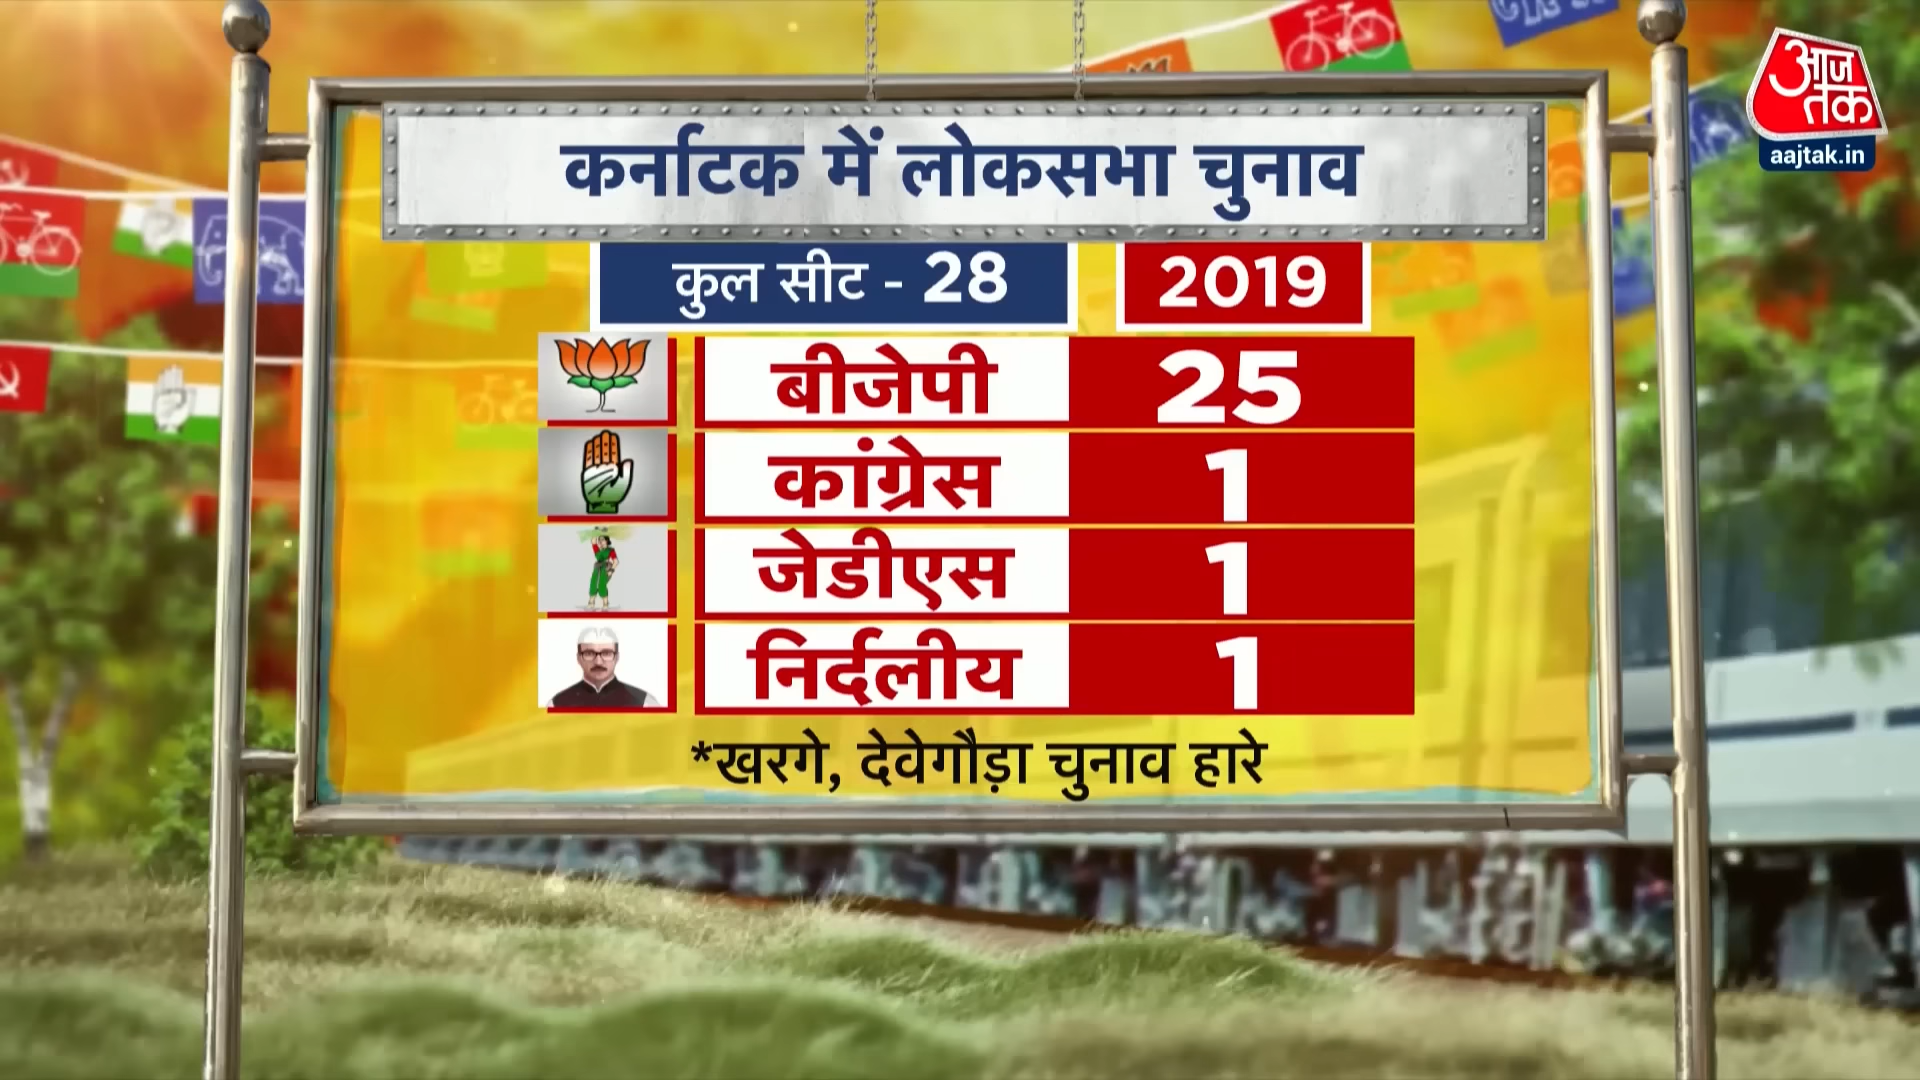 आज
तक
aajtak.in
कर्नाटक में लोकसभा चुनाव
कुल सीट - 28
2019
बीजेपी 25
कांग्रेस 1
जेडीएस 1
निर्दलीय 1
*खरगे, देवेगौड़ा चुनाव हारे